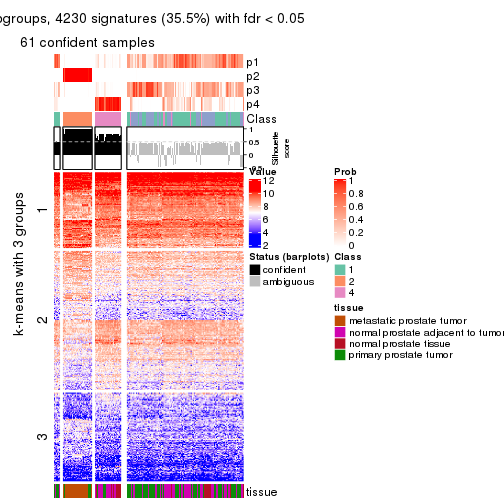 ogroups, 4230 signatures (35.5%) with fdr < 0.05
61 confident samples
p1
p2
p3
p4
Class
1
0.5
0
Silhouette
score
k-means with 3 groups
1
2
3
tissue
Value
12
10
8
6
4
2
Status (barplots)
confident
ambiguous
Prob
1
0.8
0.6
0.4
0.2
0
Class
1
2
4
tissue
metastatic prostate tumor
normal prostate adjacent to tumor
normal prostate tissue
primary prostate tumor